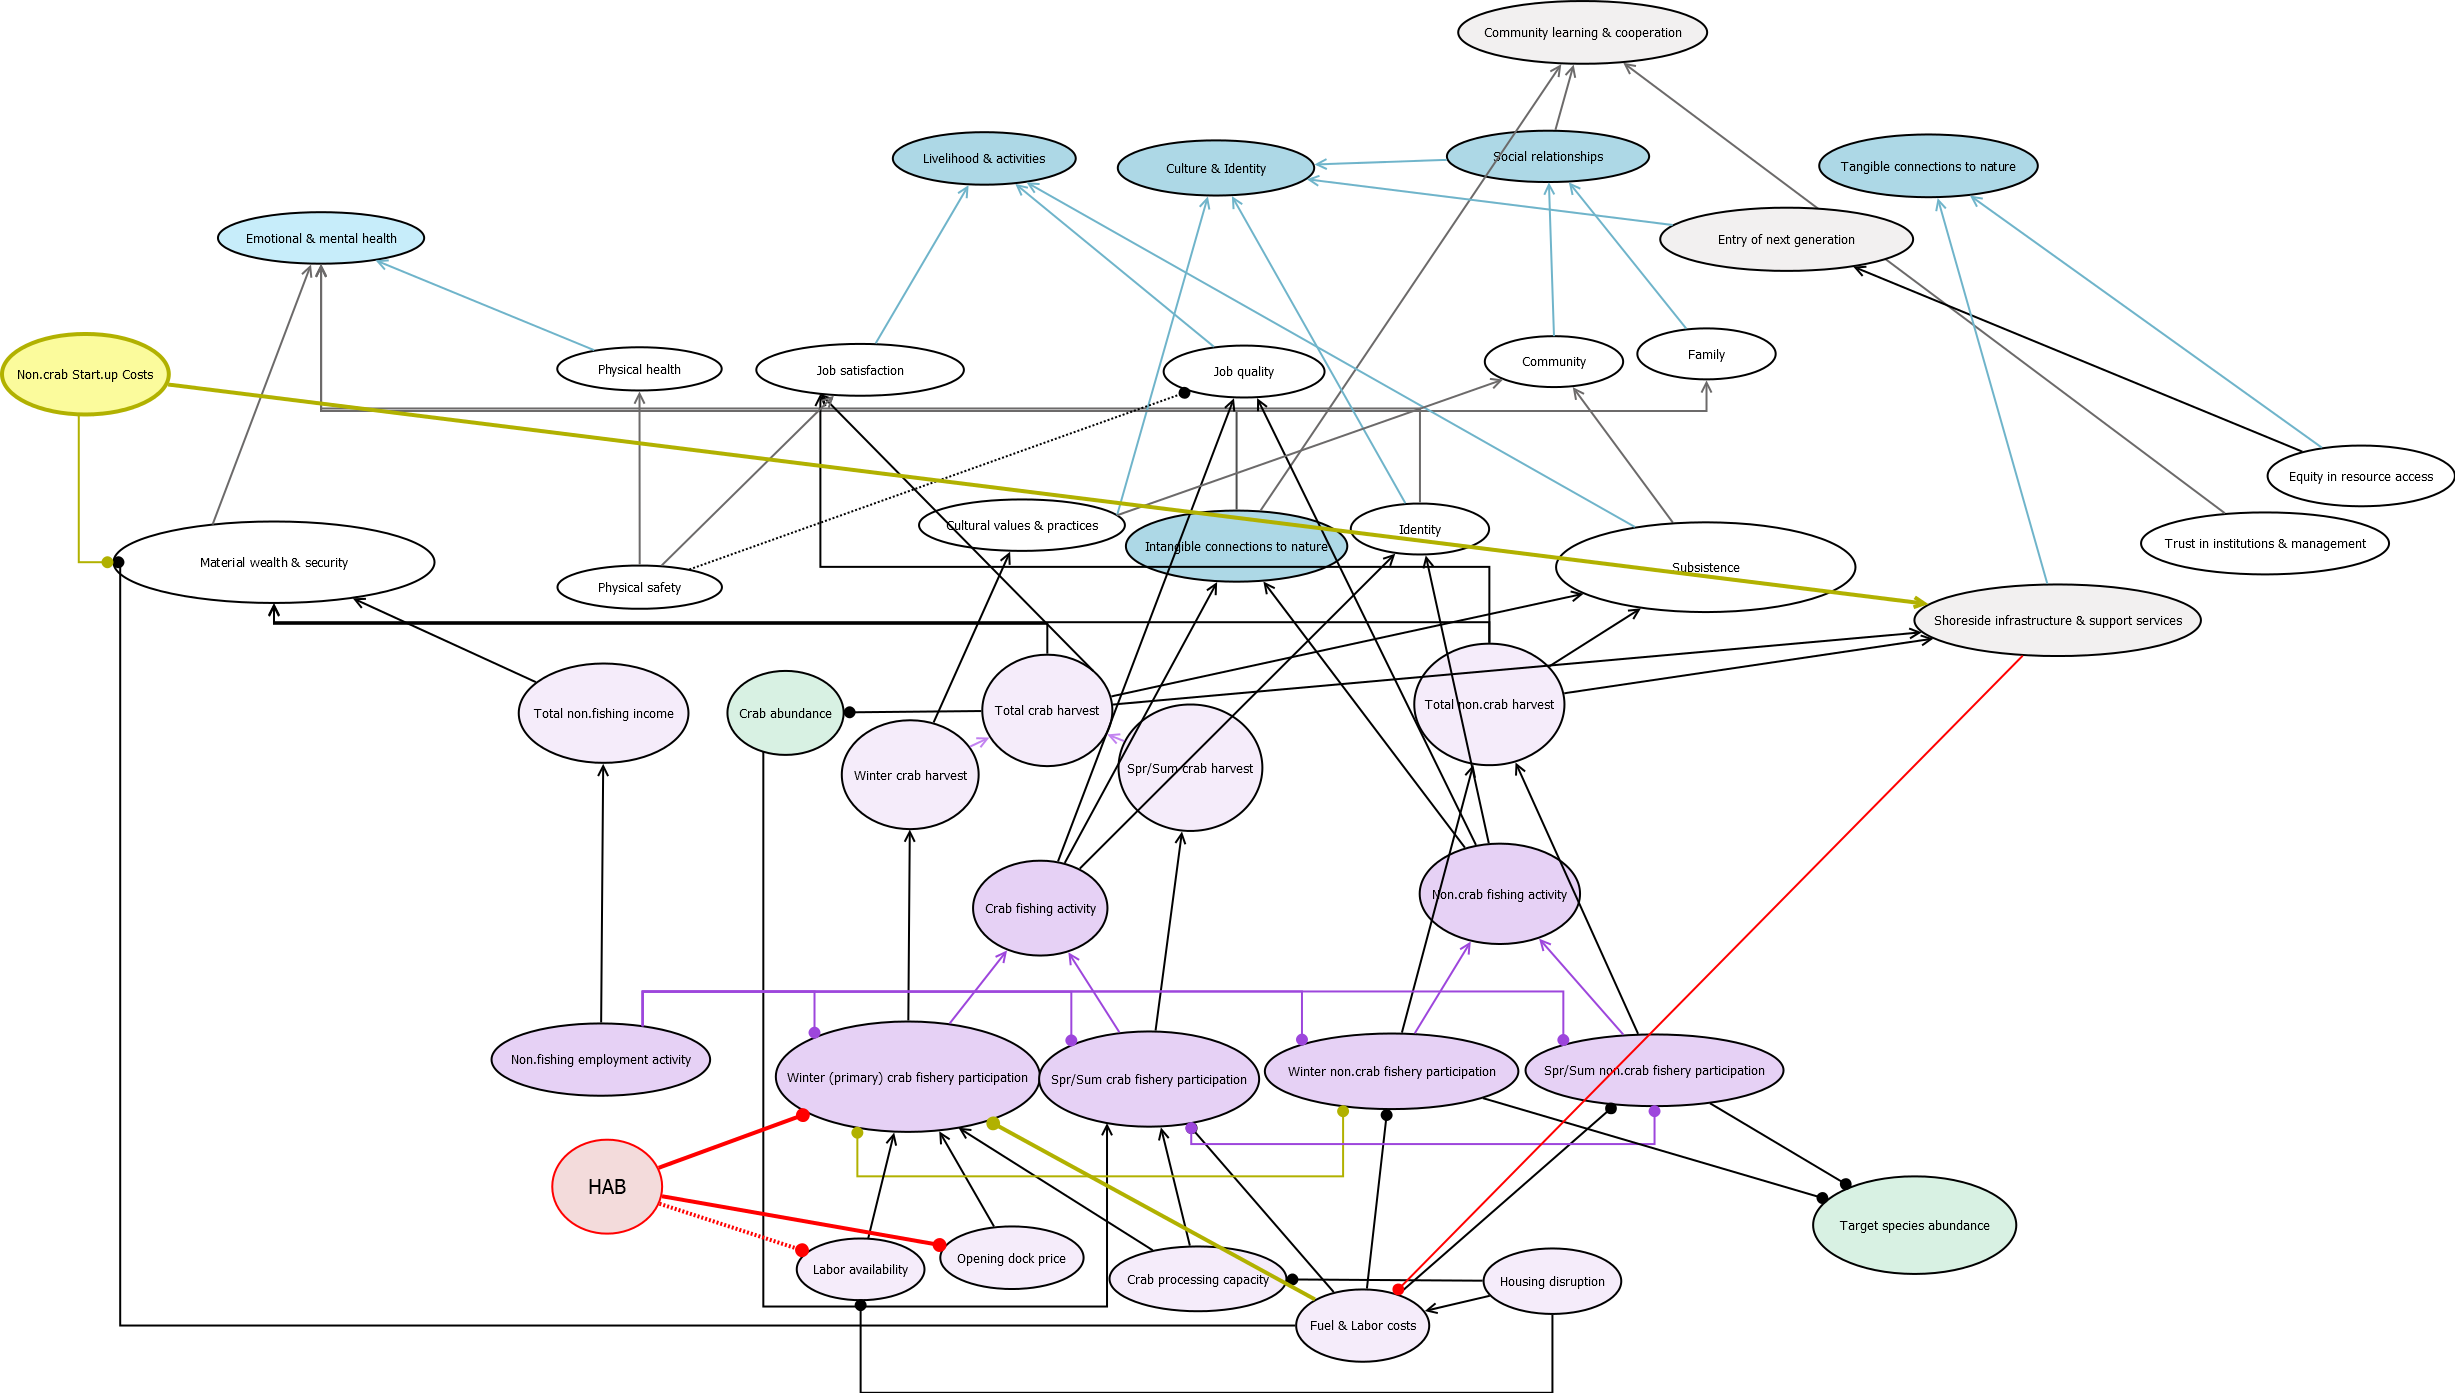 Community learning & cooperation
Livelihood & activities
Culture & Identity
Social relationships
Tangible connections to nature
Emotional & mental health
Entry of next generation
Non.crab Start.up Costs
Physical health
Job satisfaction
Job quality
Community
Family
Equity in resource access
Cultural values & practices
Intangible connections to nature
Identity
Trust in institutions & management
Material wealth & security
Physical safety
Subsistence
Shoreside infrastructure & support services
Total non.fishing income
Crab abundance
Total crab harvest
Total non.crab harvest
Winter crab harvest
Spr/Sum crab harvest
Crab fishing activity
Non.crab fishing activity
Non.fishing employment activity
Winter (primary) crab fishery participation
Spr/Sum crab fishery participation
Winter non.crab fishery participation
Spr/Sum non.crab fishery participation
HAB
Target species abundance
Labor availability
Opening dock price
Crab processing capacity
Housing disruption
Fuel & Labor costs